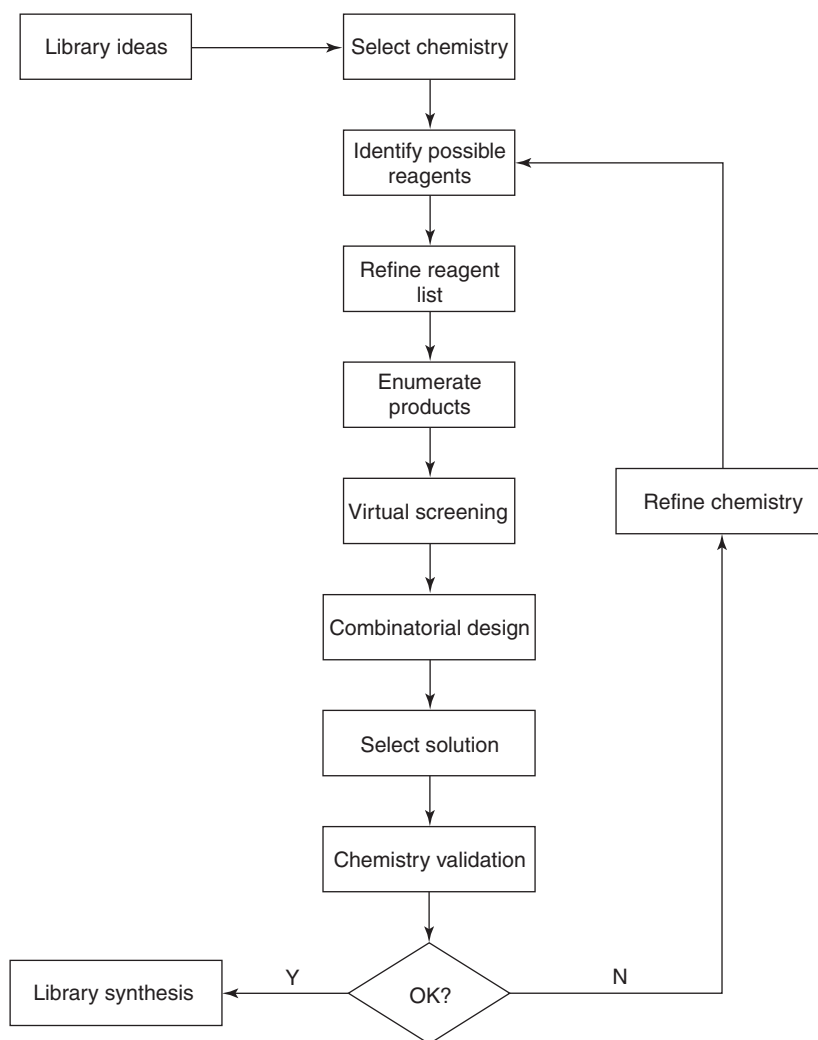 Library ideas
Select chemistry
Identify possible
reagents
Refine reagent
list
Enumerate
products
Virtual screening
Refine chemistry
Combinatorial design
Select solution
Chemistry validation
Library synthesis
Y
OK?
N